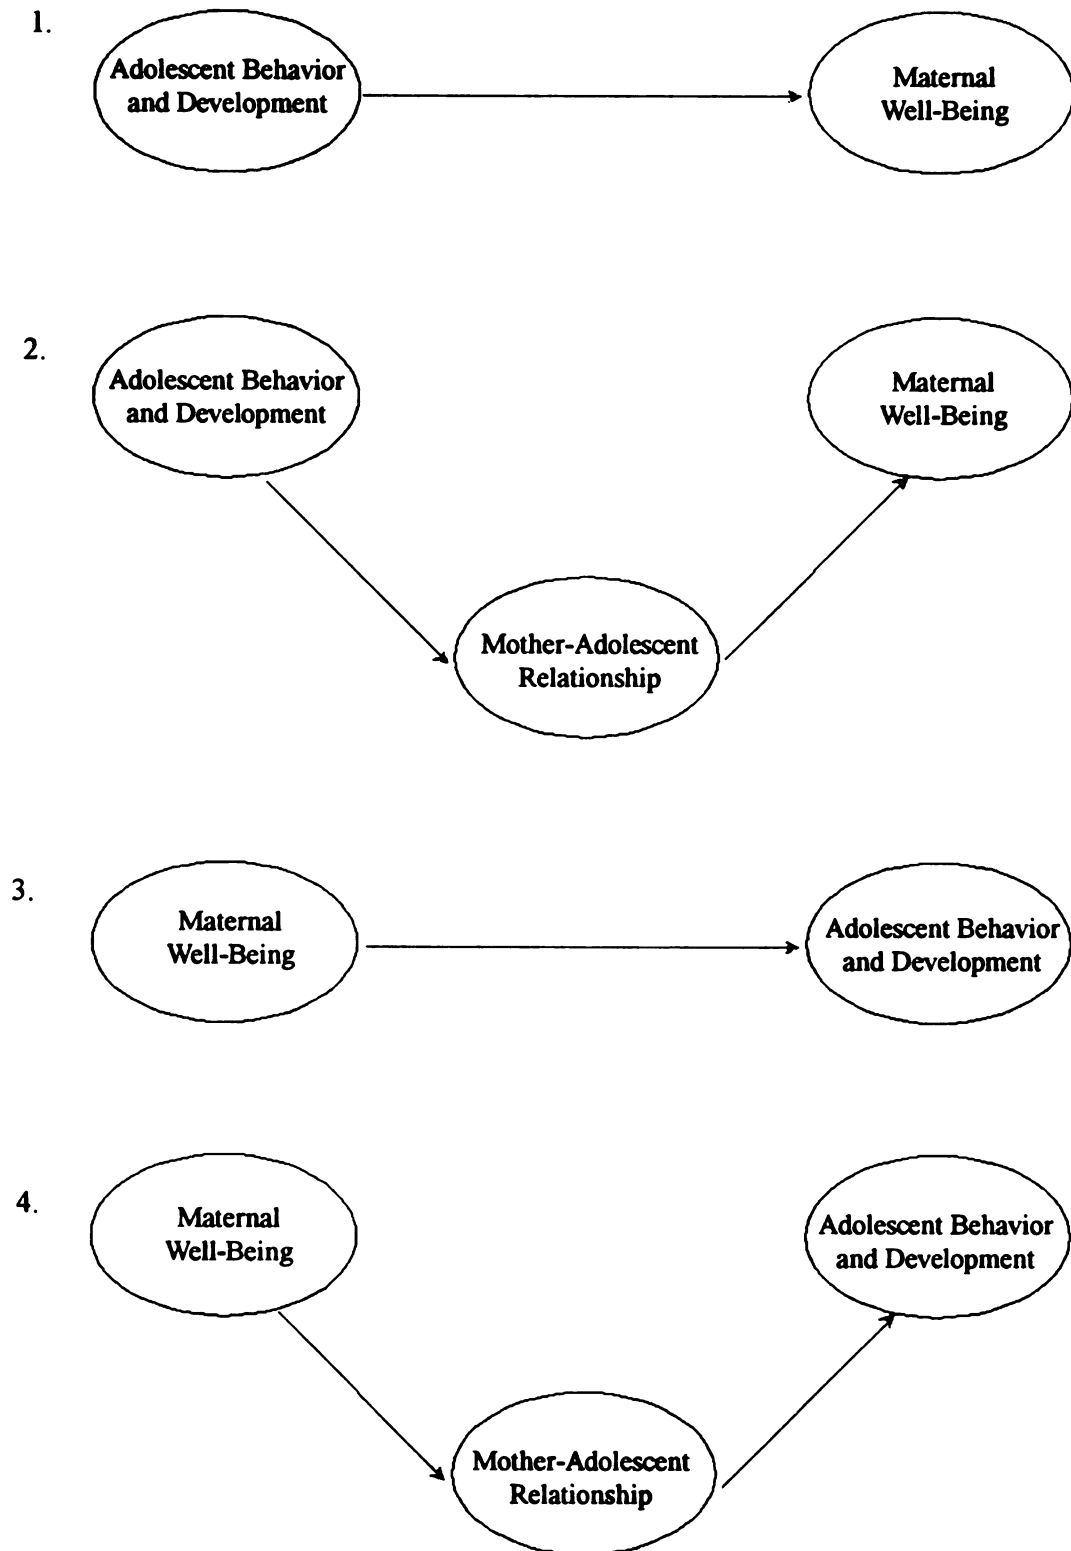 1.
Adolescent Behavior
and Development
Maternal
Well-Being
2.
Adolescent Behavior
and Development
Maternal
Well-Being
Mother-Adolescent
Relationship
3.
Maternal
Well-Being
Adolescent Behavior
and Development
4.
Maternal
Well-Being
Adolescent Behavior
and Development
Mother-Adolescent
Relationship